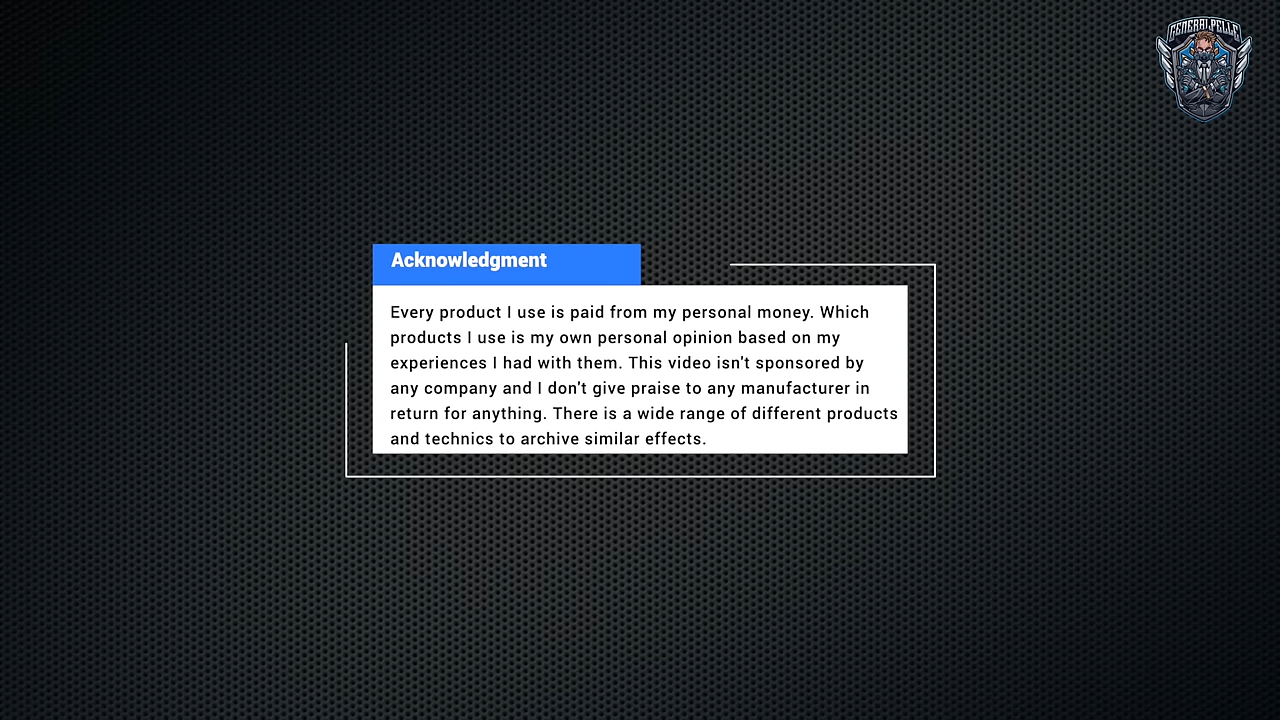 GENERALPELLE
Acknowledgment
Every product I use is paid from my personal money. Which
products I use is my own personal opinion based on my
experiences I had with them. This video isn't sponsored by
any company and I don't give praise to any manufacturer in
return for anything. There is a wide range of different products
and technics to archive similar effects.